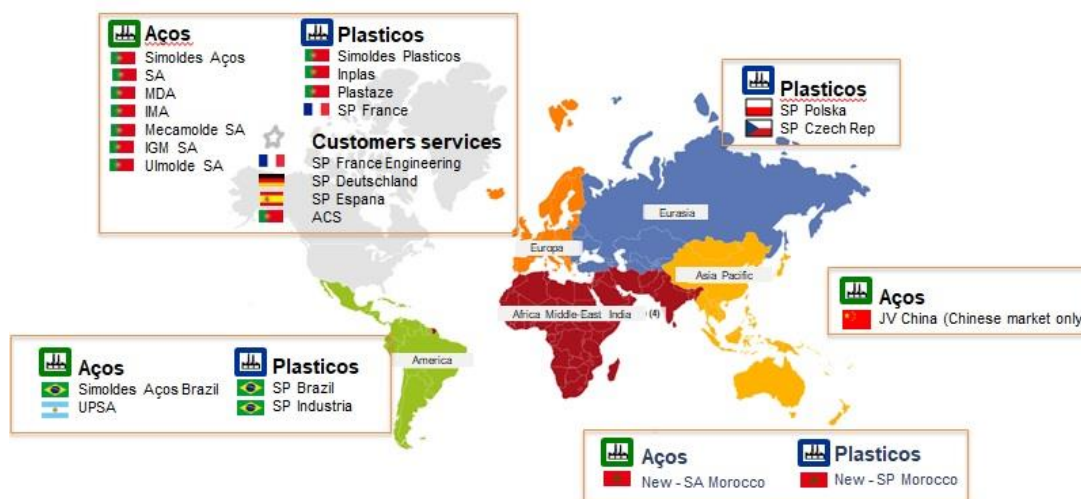 Aços
Simoldes Aços
SA
MDA
IMA
Mecamolde SA
IGM SA
Ulmolde SA
Plasticos
Simoldes Plasticos
Inplas
Plastaze
SP France
Customers services
SP France Engineering
SP Deutschland
SP Espana
ACS
Plasticos
SP Polska
SP Czech Rep
Eurasia
Europa
Asia Pacific
Africa Middle-East India (4)
America
Aços
JV China (Chinese market only
Aços
Simoldes Aços Brazil
UPSA
Plasticos
SP Brazil
SP Industria
Aços
New - SA Morocco
Plasticos
New - SP Morocco